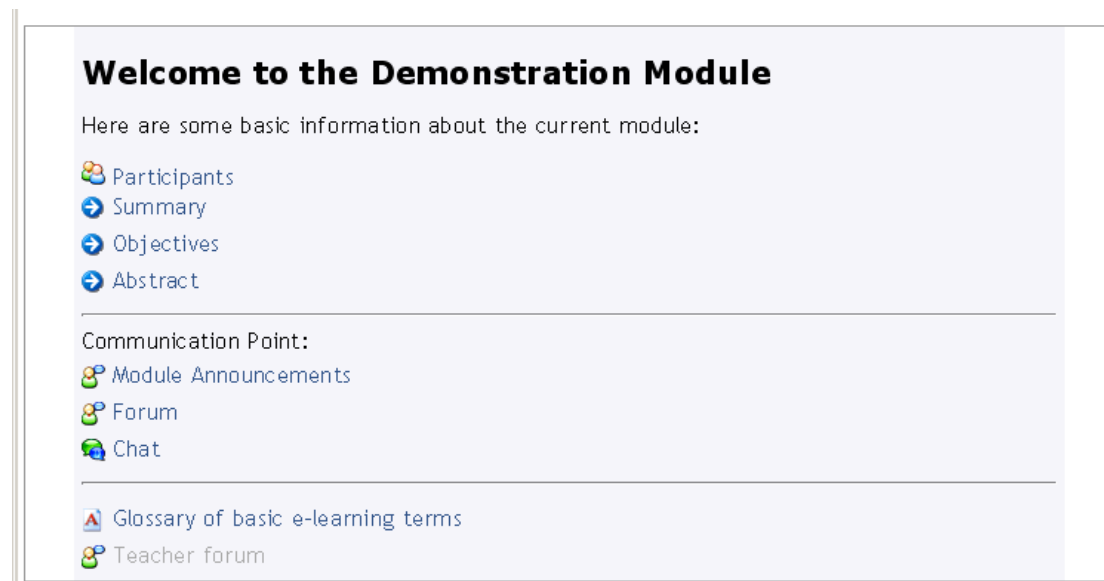 Welcome to the Demonstration Module
Here are some basic information about the current module:
Participants
Summary
Objectives
Abstract
Communication Point:
Module Announcements
Forum
Chat
Glossary of basic e-learning terms
Teacher forum